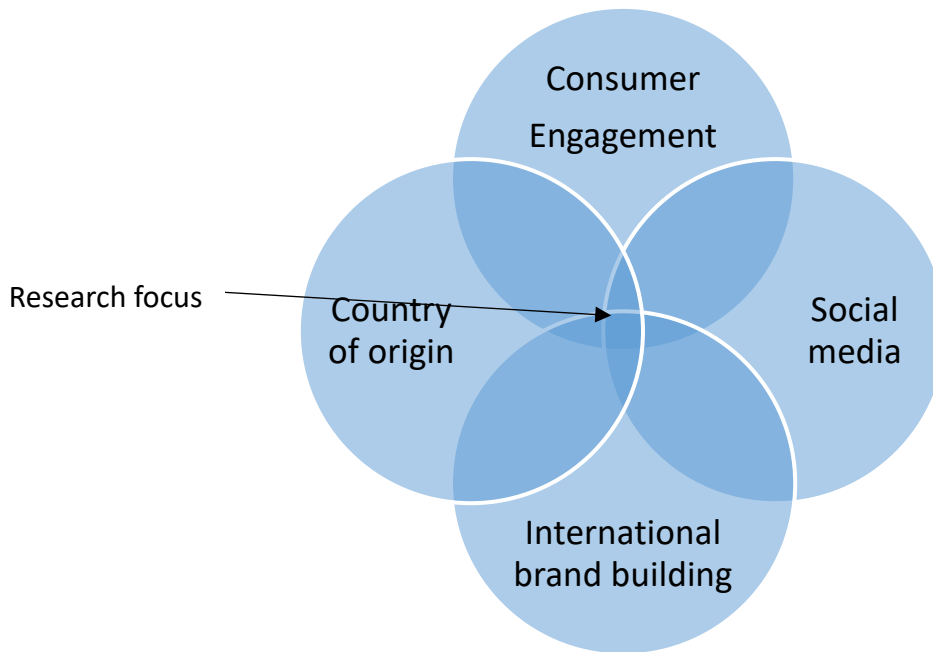 Consumer
Engagement
Research focus
Country
of origin
Social
media
International
brand building